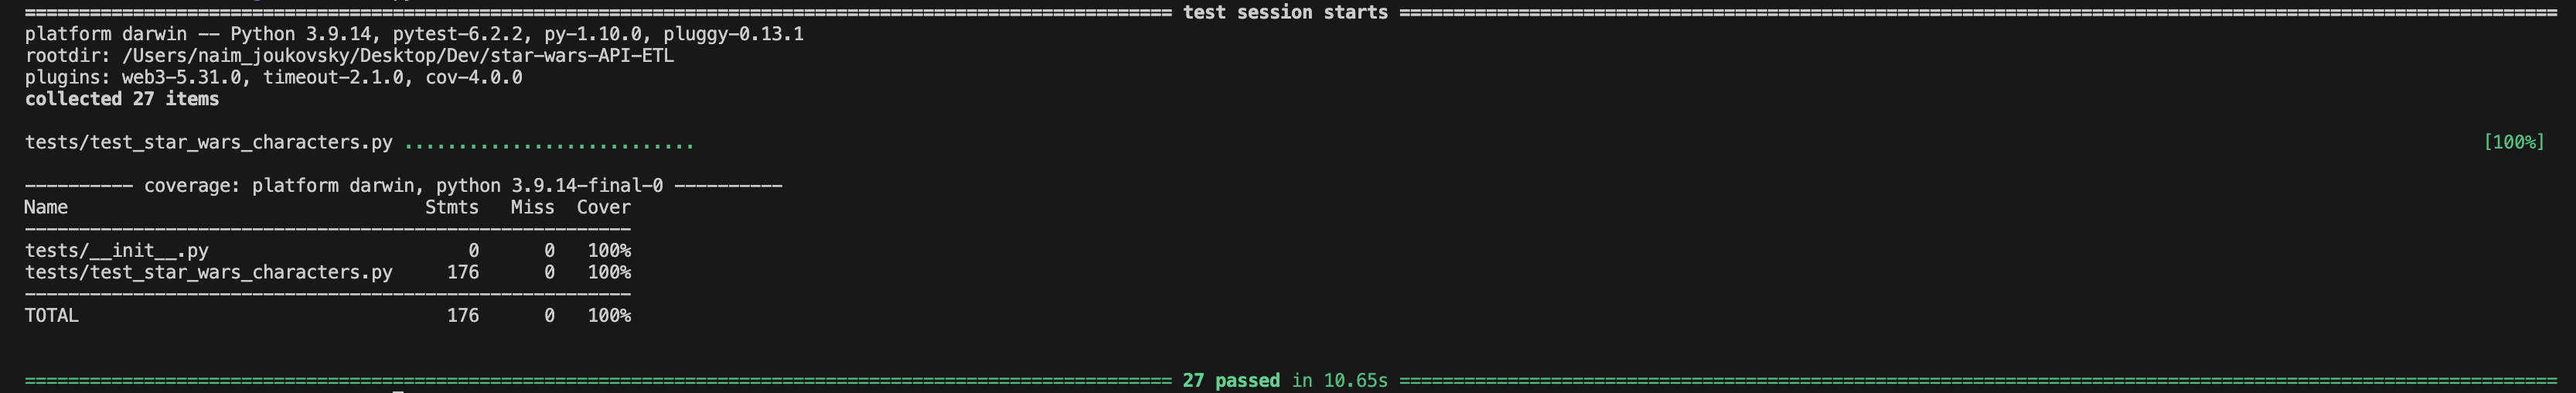 ============================= test session starts =============================
platform darwin -- Python 3.9.14, pytest-6.2.2, py-1.10.0, pluggy-0.13.1
rootdir: /Users/naim_joukovsky/Desktop/Dev/star-wars-API-ETL
plugins: web3-5.31.0, timeout-2.1.0, cov-4.0.0
collected 27 items
tests/test_star_wars_characters.py ........................... [100%]
---------- coverage: platform darwin, python 3.9.14-final-0 ----------
Name Stmts Miss Cover
--------------------------------------------------------
tests/__init__.py 0 0 100%
tests/test_star_wars_characters.py 176 0 100%
--------------------------------------------------------
TOTAL 176 0 100%
============================= 27 passed in 10.65s =============================